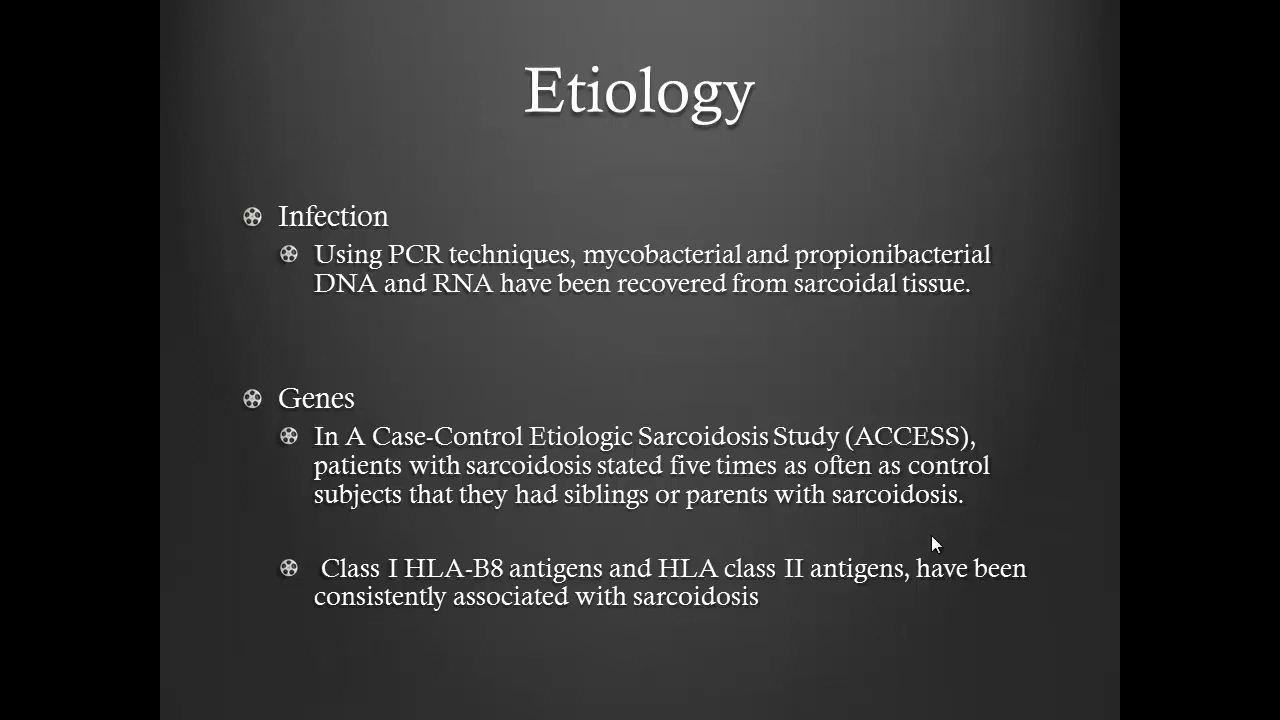 Etiology
Infection
Using PCR techniques, mycobacterial and propionibacterial
DNA and RNA have been recovered from sarcoidal tissue.
Genes
In A Case-Control Etiologic Sarcoidosis Study (ACCESS),
patients with sarcoidosis stated five times as often as control
subjects that they had siblings or parents with sarcoidosis.
Class I HLA-B8 antigens and HLA class II antigens, have been
consistently associated with sarcoidosis